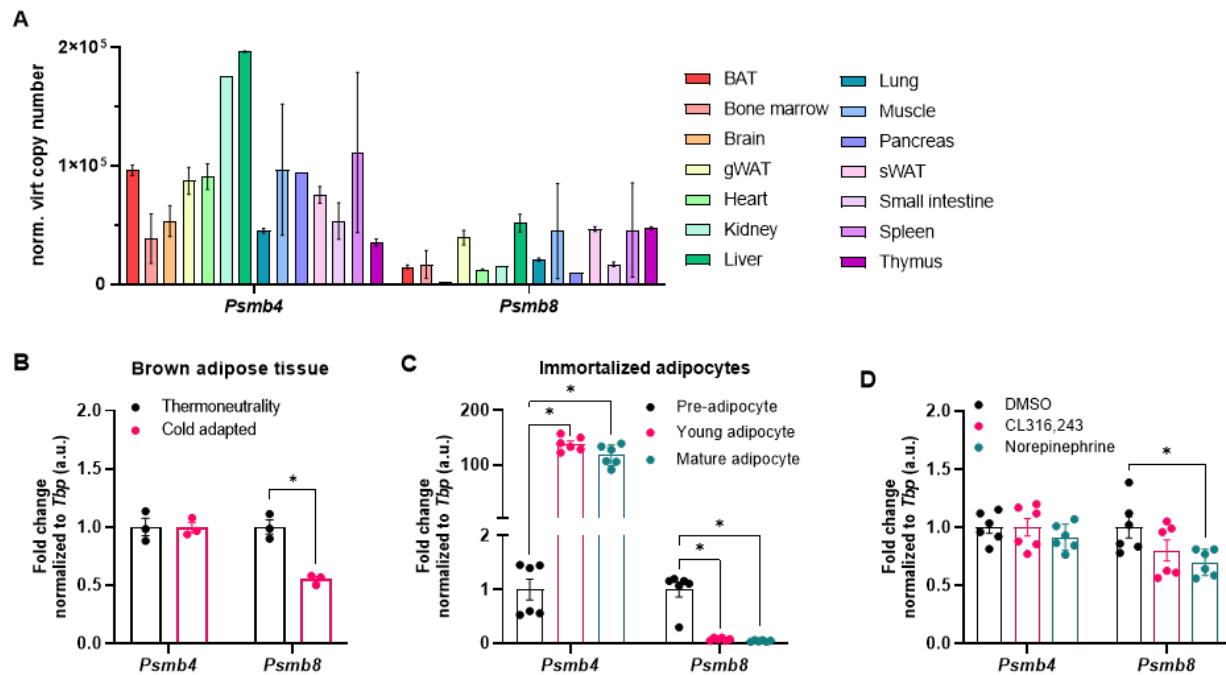 A
norm. virt copy number
2×10⁵
1×10⁵
0
Psmb4
Psmb8
BAT
Bone marrow
Brain
gWAT
Heart
Kidney
Liver
Lung
Muscle
Pancreas
sWAT
Small intestine
Spleen
Thymus
B
Brown adipose tissue
Thermoneutrality
Cold adapted
Fold change
normalized to Tbp (a.u.)
2.0
1.5
1.0
0.5
0.0
*
Psmb4
Psmb8
C
Immortalized adipocytes
Pre-adipocyte
Young adipocyte
Mature adipocyte
Fold change
normalized to Tbp (a.u.)
200
100
2
1
0
*
*
*
*
Psmb4
Psmb8
D
DMSO
CL316,243
Norepinephrine
Fold change
normalized to Tbp (a.u.)
2.0
1.5
1.0
0.5
0.0
*
Psmb4
Psmb8